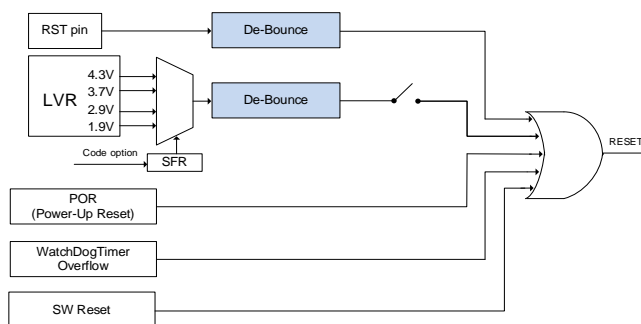 RST pin
De-Bounce
LVR
4.3V
3.7V
2.9V
1.9V
De-Bounce
Code option
SFR
RESET
POR
(Power-Up Reset)
WatchDogTimer
Overflow
SW Reset